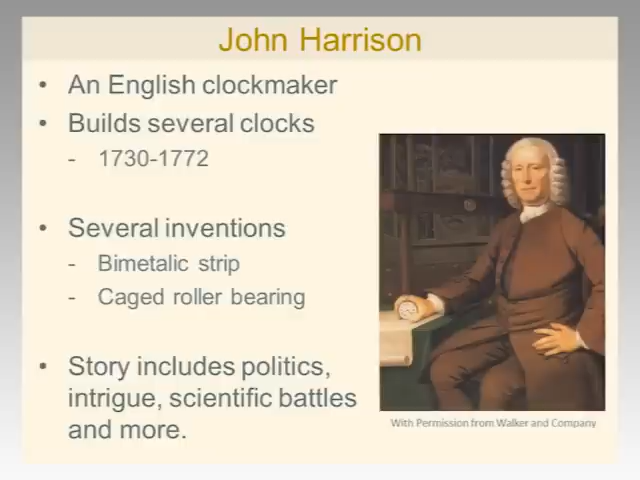 John Harrison
• An English clockmaker
• Builds several clocks
- 1730-1772
• Several inventions
- Bimetalic strip
- Caged roller bearing
• Story includes politics,
intrigue, scientific battles
and more.
With Permission from Walker and Company